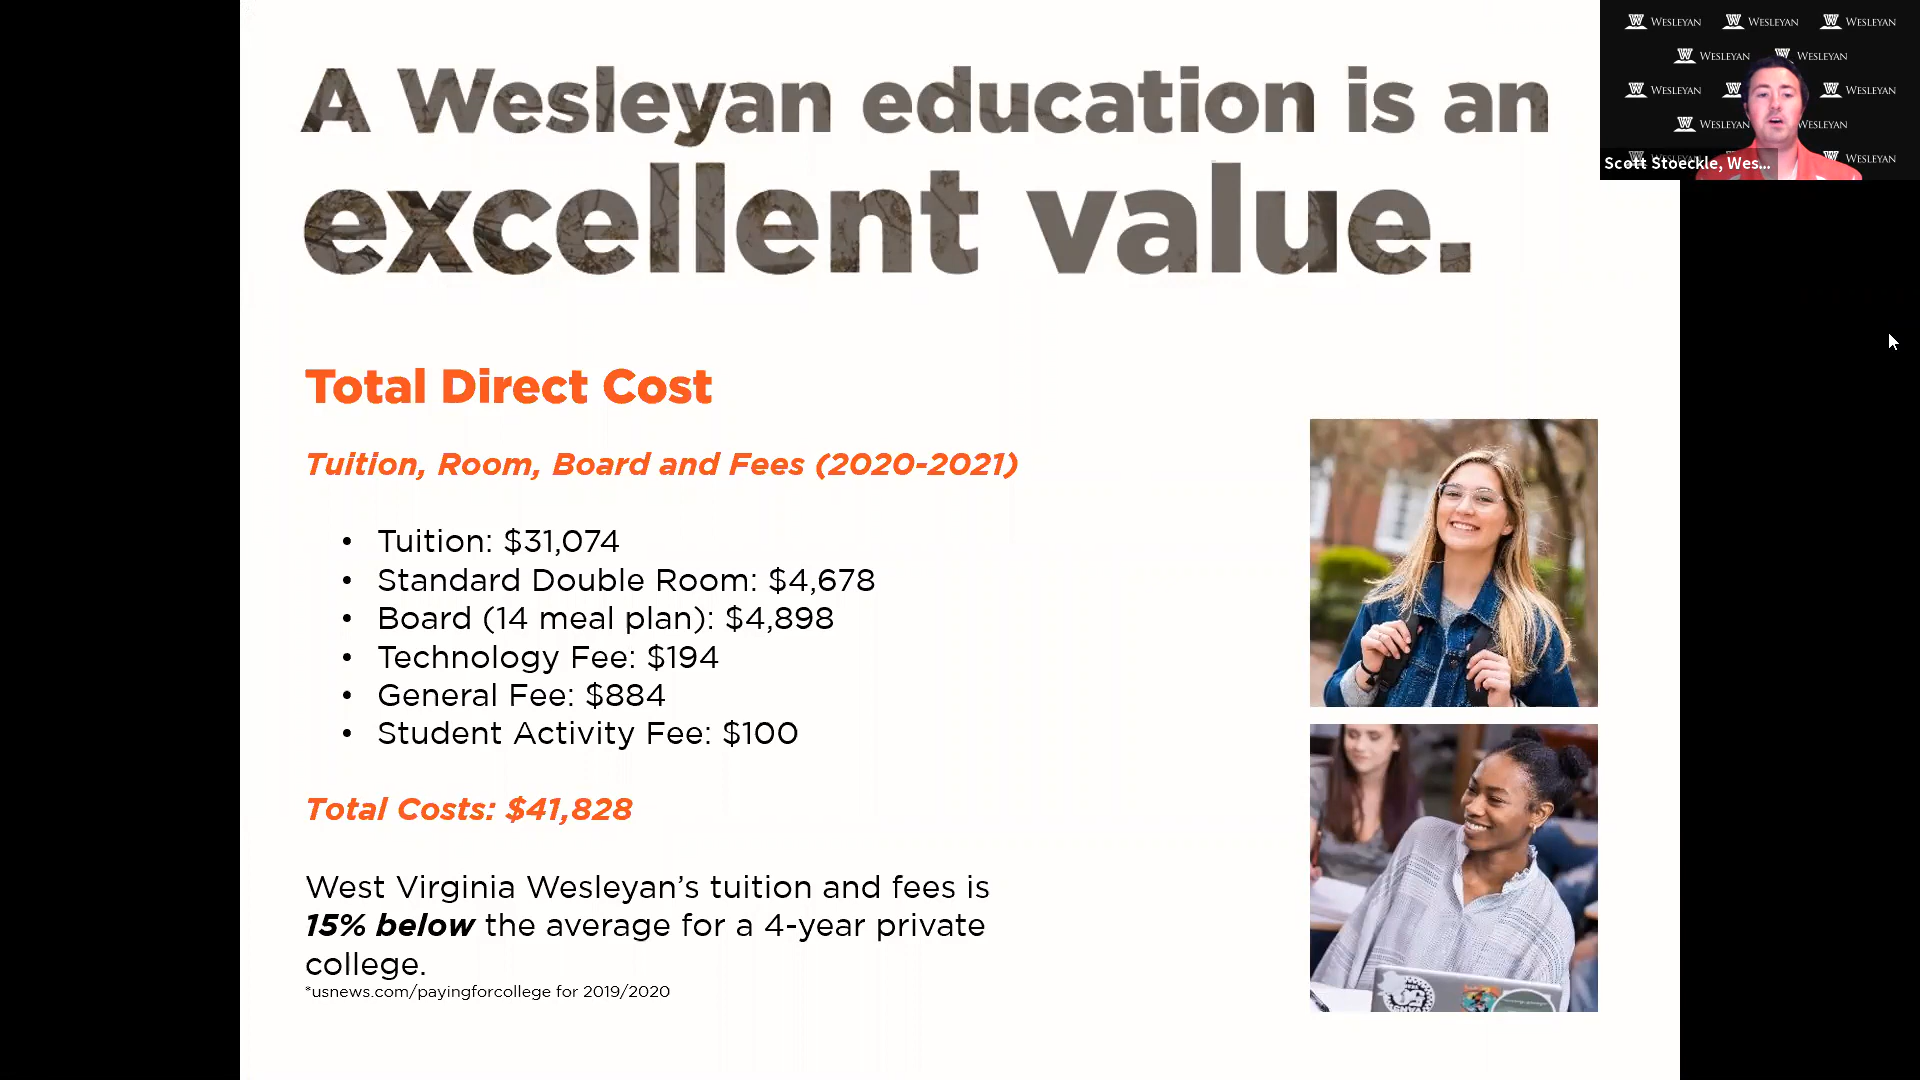 A Wesleyan education is an
excellent value.
Total Direct Cost
Tuition, Room, Board and Fees (2020-2021)
• Tuition: $31,074
• Standard Double Room: $4,678
• Board (14 meal plan): $4,898
• Technology Fee: $194
• General Fee: $884
• Student Activity Fee: $100
Total Costs: $41,828
West Virginia Wesleyan’s tuition and fees is
15% below the average for a 4-year private
college.
*usnews.com/payingforcollege for 2019/2020
WESLEYAN WESLEYAN WESLEYAN
WESLEYAN WESLEYAN
WESLEYAN WESLEYAN
WESLEYAN WESLEYAN
WESLEYAN
Scott Stoeckle, Wes...